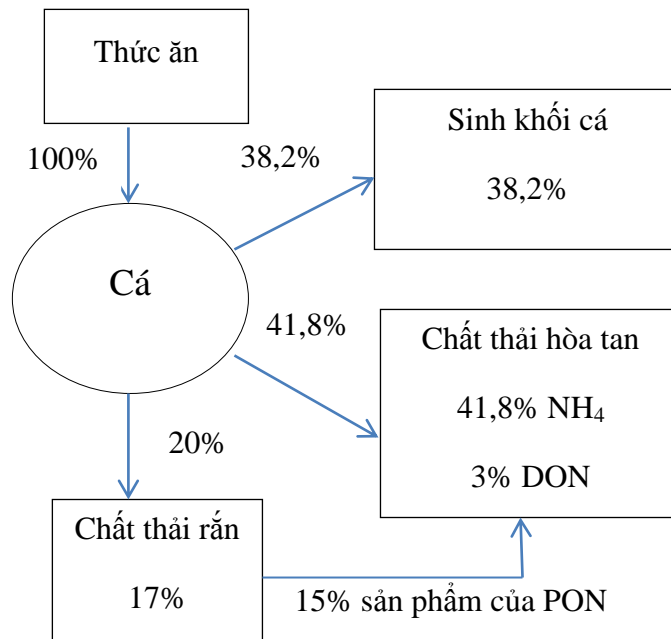 Thức ăn
100%
38,2%
Sinh khối cá
38,2%
Cá
41,8%
Chất thải hòa tan
41,8% NH₄
3% DON
20%
Chất thải rắn
17%
15% sản phẩm của PON